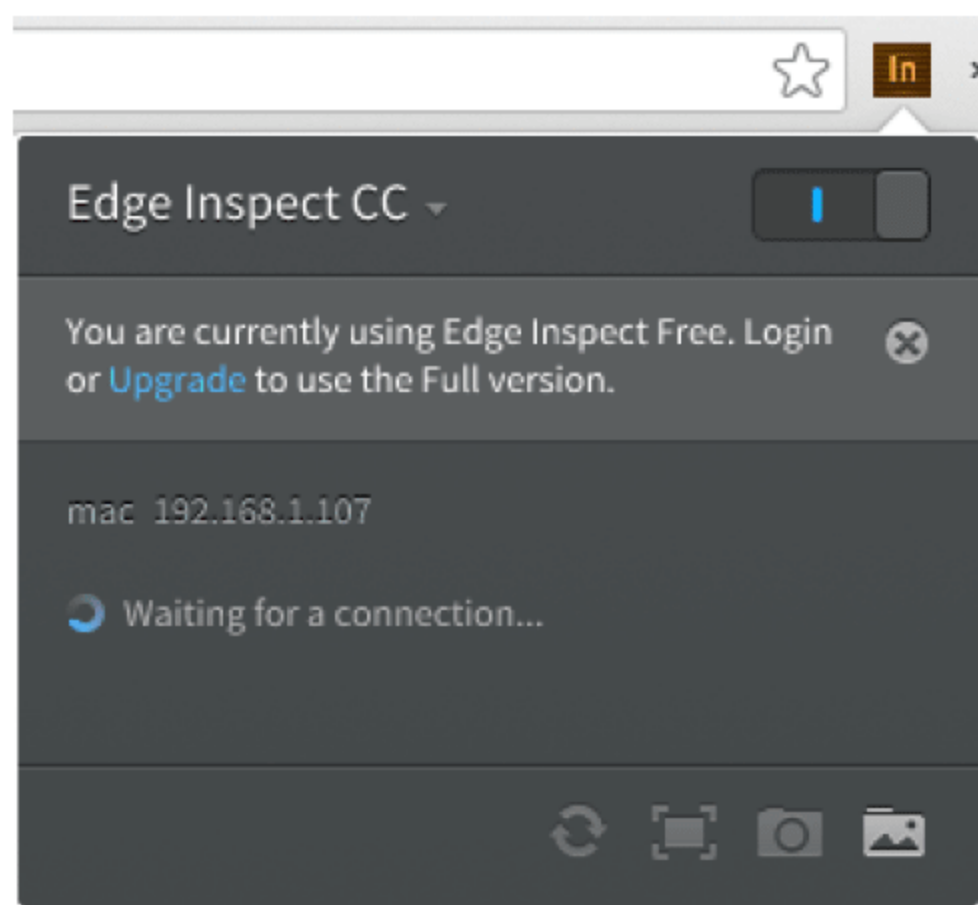 In
Edge Inspect CC
You are currently using Edge Inspect Free. Login
or Upgrade to use the Full version.
mac 192.168.1.107
Waiting for a connection...